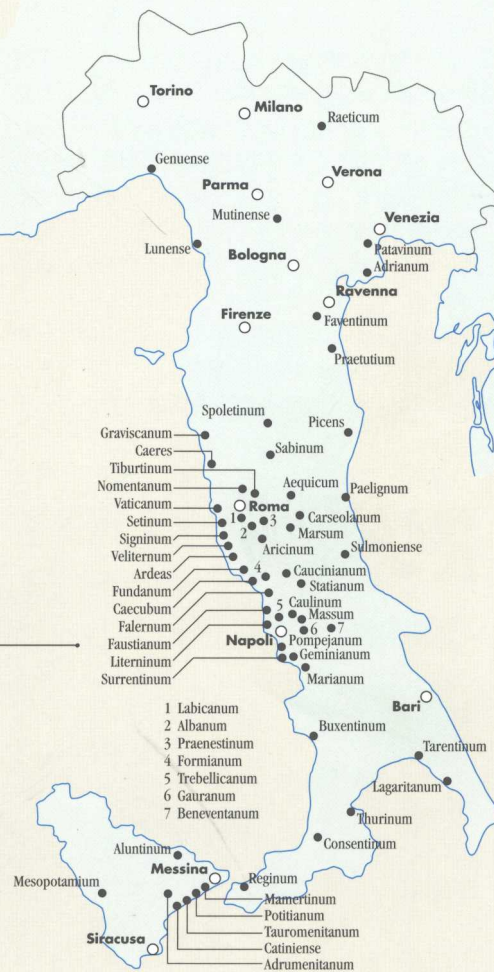 Torino
Milano
Raeticum
Genuense
Verona
Parma
Mutinense
Venezia
Lunense
Patavinum
Bologna
Adrianum
Ravenna
Firenze
Faventinum
Praetutium
Spoletinum
Picens
Graviscanum
Caeres
Sabinum
Tiburtinum
Nomentanum
Aequicum
Paelignum
Vaticanum
Roma
Setinum
1
2
3
Carseolanum
Signinum
Marsum
Veliternum
Aricinum
Sulmoniense
Ardeas
4
Caucinianum
Fundanum
Statianum
Caecubum
Caulinum
Falernum
5
Massum
Faustianum
6
7
Napoli
Pompejanum
Literninum
Geminianum
Surrentinum
Marianum
Bari
1 Labicanum
2 Albanum
3 Praenestinum
4 Formianum
5 Trebellicanum
6 Gauranum
7 Beneventanum
Buxentinum
Tarentinum
Lagaritanum
Thurinum
Consentinum
Aluntinum
Messina
Reginum
Mesopotamium
Mamertinum
Potitianum
Tauromenitanum
Siracusa
Catiniense
Adrumenitanum